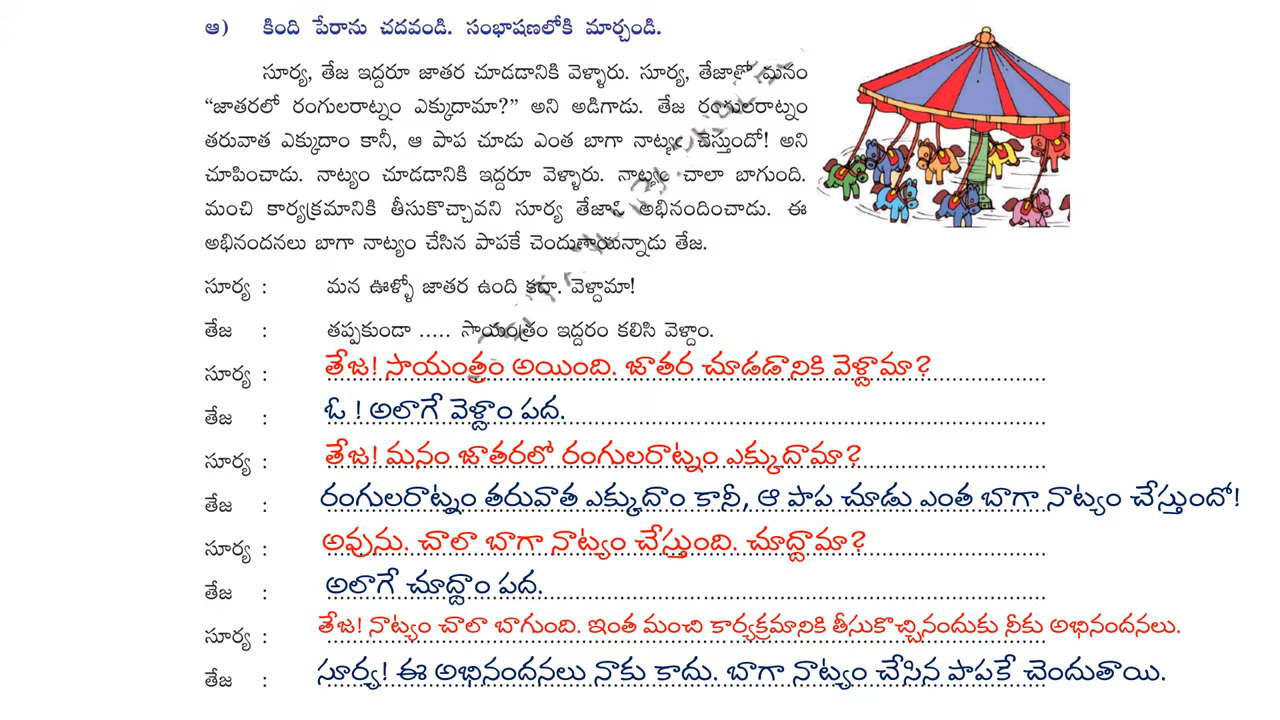 ఆ) కింది పేరాను చదవండి. సంభాషణలోకి మార్చండి.
సూర్య, తేజ ఇద్దరూ జాతర చూడడానికి వెళ్ళారు. సూర్య, తేజాతో మనం
“జాతరలో రంగులరాట్నం ఎక్కుదామా?” అని అడిగాడు. తేజ రంగులరాట్నం
తరువాత ఎక్కుదాం కానీ, ఆ పాప చూడు ఎంత బాగా నాట్యం చేస్తుందో! అని
చూపించాడు. నాట్యం చూడడానికి ఇద్దరూ వెళ్ళారు. నాట్యం చాలా బాగుంది.
మంచి కార్యక్రమానికి తీసుకొచ్చావని సూర్య తేజాని అభినందించాడు. ఈ
అభినందనలు బాగా నాట్యం చేసిన పాపకే చెందుతాయన్నాడు తేజ.
సూర్య : మన ఊళ్ళో జాతర ఉంది కదా. వెళ్దామా!
తేజ : తప్పకుండా ..... సాయంత్రం ఇద్దరం కలిసి వెళ్దాం.
సూర్య : తేజ! సాయంత్రం అయింది. జాతర చూడడానికి వెళ్దామా?
తేజ : ఓ ! అలాగే వెళ్దాం పద.
సూర్య : తేజ! మనం జాతరలో రంగులరాట్నం ఎక్కుదామా?
తేజ : రంగులరాట్నం తరువాత ఎక్కుదాం కానీ, ఆ పాప చూడు ఎంత బాగా నాట్యం చేస్తుందో!
సూర్య : అవును. చాలా బాగా నాట్యం చేస్తుంది. చూద్దామా?
తేజ : అలాగే చూద్దాం పద.
సూర్య : తేజ! నాట్యం చాలా బాగుంది. ఇంత మంచి కార్యక్రమానికి తీసుకొచ్చినందుకు నీకు అభినందనలు.
తేజ : సూర్య! ఈ అభినందనలు నాకు కాదు. బాగా నాట్యం చేసిన పాపకే చెందుతాయి.